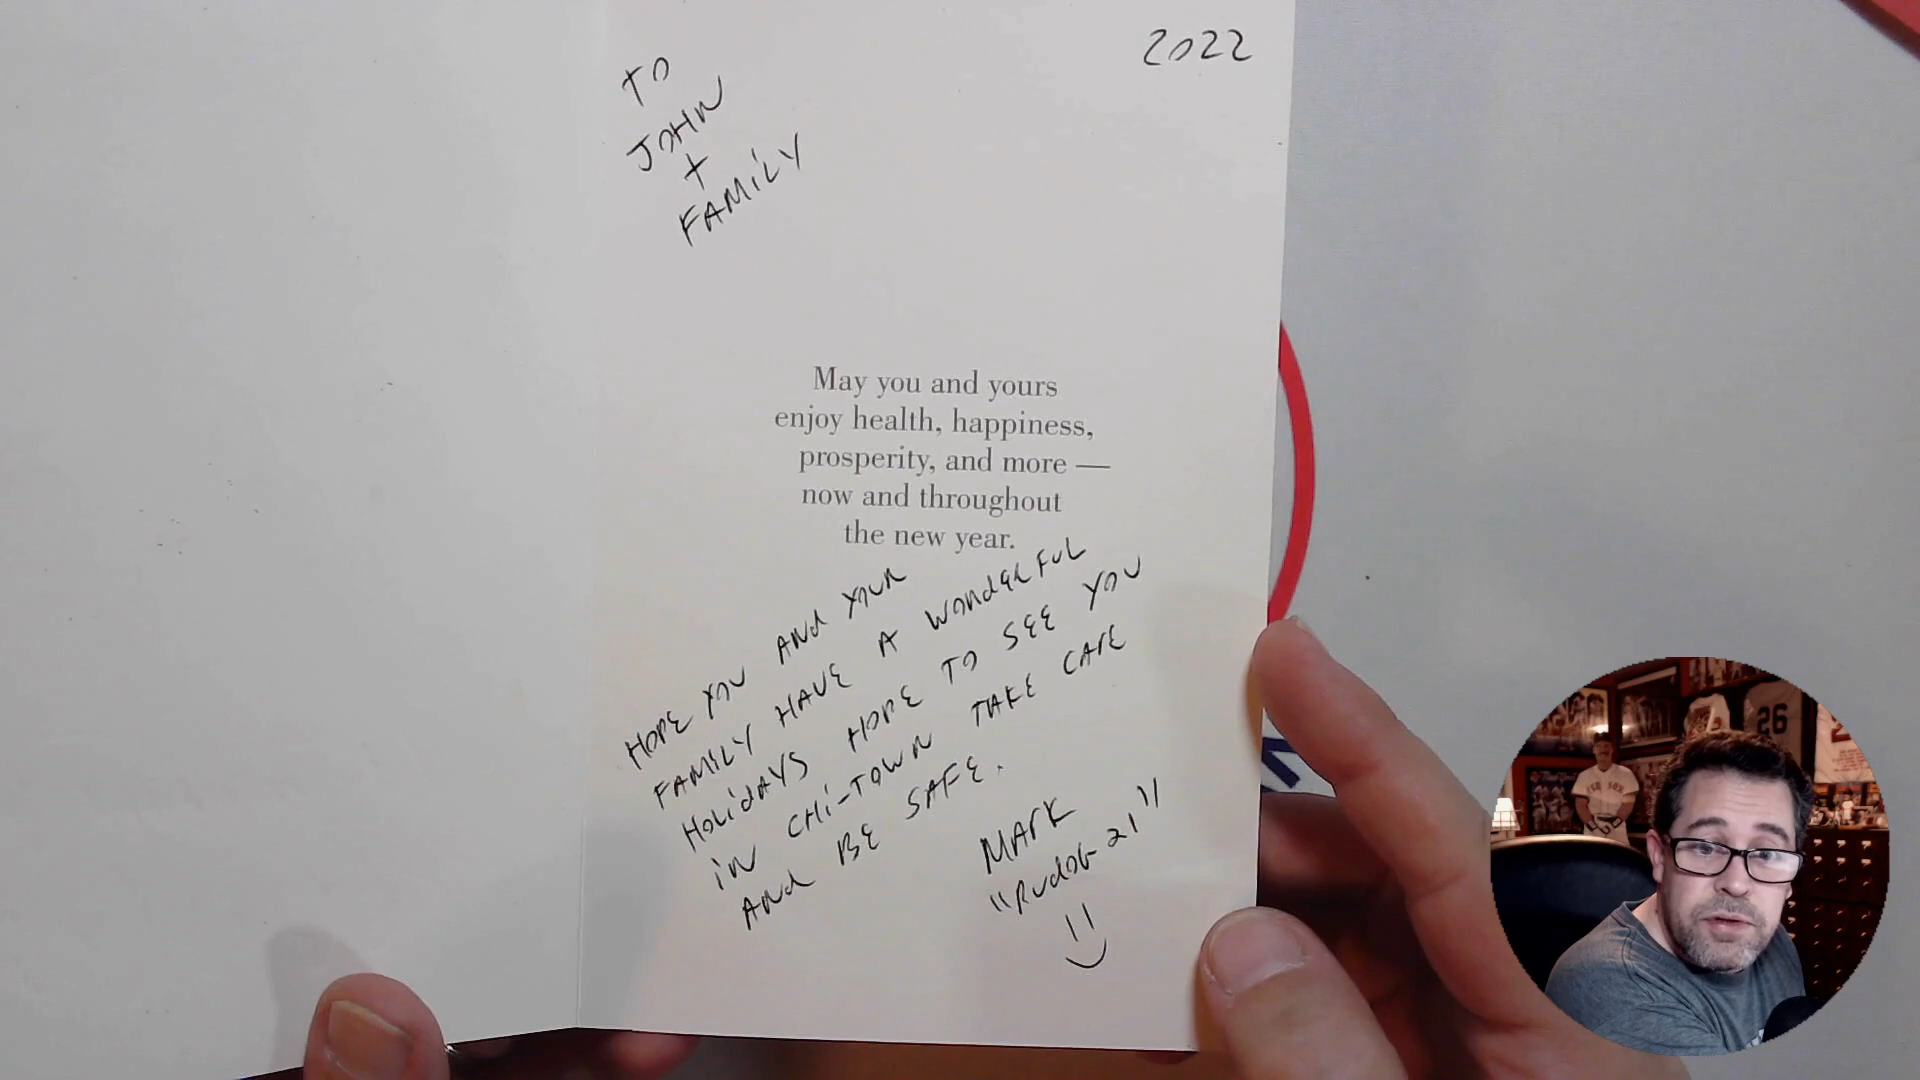 2022
TO
JOHN
+
FAMiLY
May you and yours
enjoy health, happiness,
prosperity, and more —
now and throughout
the new year.
HOPE YOU ANd YOUR
FAMILY HAVE A WONdERFUL
HOLidAYS HOPE TO SEE YOU
iN CHi-TOWN TAKE CARE
ANd BE SAFE.
MARK
"Rudog-21"
26